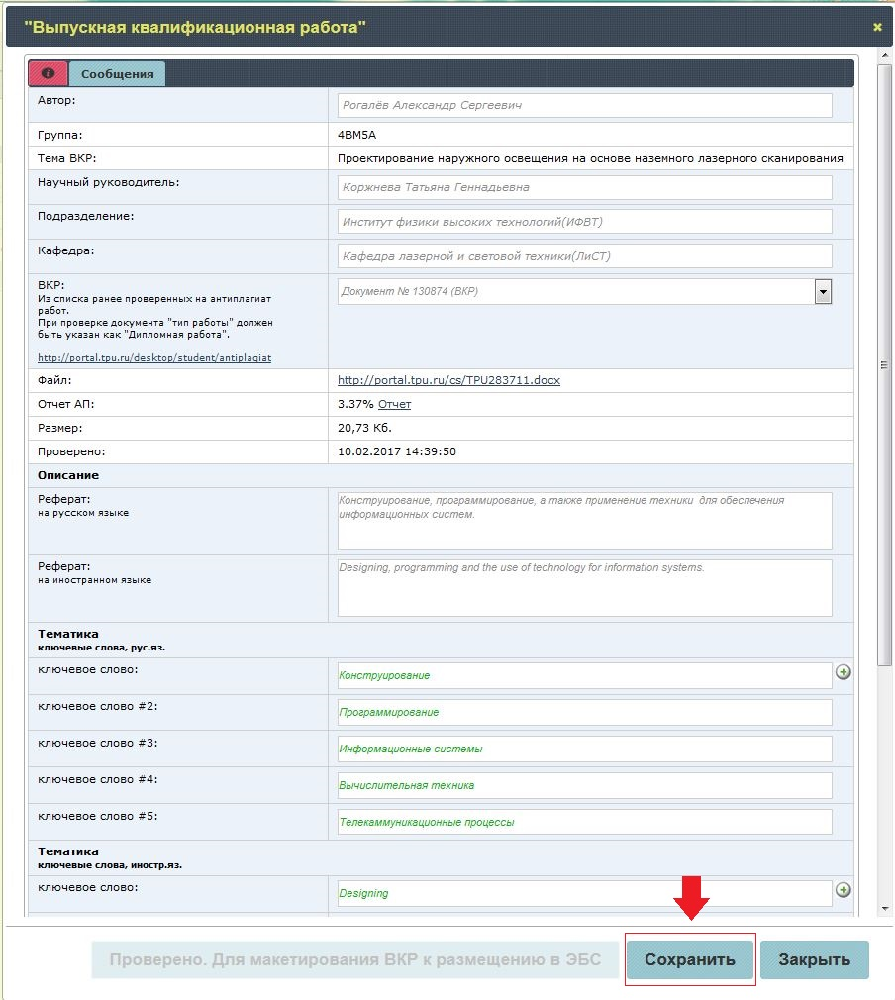 "Выпускная квалификационная работа"
Сообщения
Автор:
Рогалёв Александр Сергеевич
Группа:
4ВМ5А
Тема ВКР:
Проектирование наружного освещения на основе наземного лазерного сканирования
Научный руководитель:
Коржнева Татьяна Геннадьевна
Подразделение:
Институт физики высоких технологий(ИФВТ)
Кафедра:
Кафедра лазерной и световой техники(ЛиСТ)
ВКР:
Из списка ранее проверенных на антиплагиат
работ.
При проверке документа "тип работы" должен
быть указан как "Дипломная работа".
http://portal.tpu.ru/desktop/student/antiplagiat
Документ № 130874 (ВКР)
Файл:
http://portal.tpu.ru/cs/TPU283711.docx
Отчет АП:
3.37% Отчет
Размер:
20,73 Кб.
Проверено:
10.02.2017 14:39:50
Описание
Реферат:
на русском языке
Конструирование, программирование, а также применение техники для обеспечения
информационных систем.
Реферат:
на иностранном языке
Designing, programming and the use of technology for information systems.
Тематика
ключевые слова, рус.яз.
ключевое слово:
Конструирование
ключевое слово #2:
Программирование
ключевое слово #3:
Информационные системы
ключевое слово #4:
Вычислительная техника
ключевое слово #5:
Телекоммуникационные процессы
Тематика
ключевые слова, иностр.яз.
ключевое слово:
Designing
Проверено. Для макетирования ВКР к размещению в ЭБС
Сохранить
Закрыть